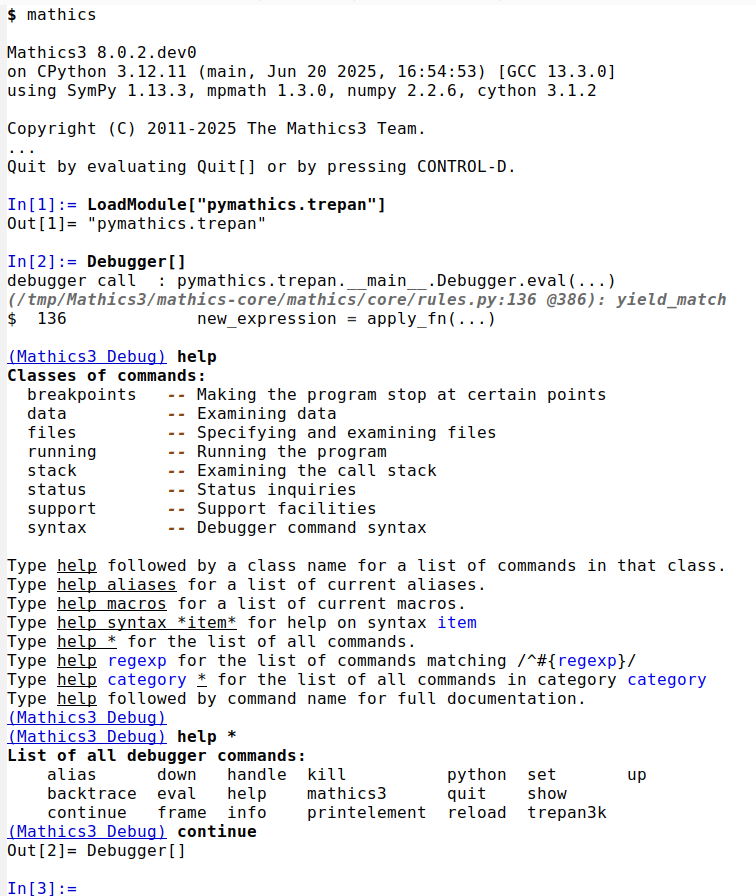 $ mathics

Mathics3 8.0.2.dev0
on CPython 3.12.11 (main, Jun 20 2025, 16:54:53) [GCC 13.3.0]
using SymPy 1.13.3, mpmath 1.3.0, numpy 2.2.6, cython 3.1.2

Copyright (C) 2011-2025 The Mathics3 Team.
...
Quit by evaluating Quit[] or by pressing CONTROL-D.

In[1]:= LoadModule["pymathics.trepan"]
Out[1]= "pymathics.trepan"

In[2]:= Debugger[]
debugger call  : pymathics.trepan.__main__.Debugger.eval(...)
(/tmp/Mathics3/mathics-core/mathics/core/rules.py:136 @386): yield_match
$  136             new_expression = apply_fn(...)

(Mathics3 Debug) help
Classes of commands:
  breakpoints   -- Making the program stop at certain points
  data          -- Examining data
  files         -- Specifying and examining files
  running       -- Running the program
  stack         -- Examining the call stack
  status        -- Status inquiries
  support       -- Support facilities
  syntax        -- Debugger command syntax

Type help followed by a class name for a list of commands in that class.
Type help aliases for a list of current aliases.
Type help macros for a list of current macros.
Type help syntax *item* for help on syntax item
Type help * for the list of all commands.
Type help regexp for the list of commands matching /^#{regexp}/
Type help category * for the list of all commands in category category
Type help followed by command name for full documentation.
(Mathics3 Debug)
(Mathics3 Debug) help *
List of all debugger commands:
    alias      down   handle  kill          python  set       up
    backtrace  eval   help    mathics3      quit    show
    continue   frame  info    printelement  reload  trepan3k
(Mathics3 Debug) continue
Out[2]= Debugger[]

In[3]:=